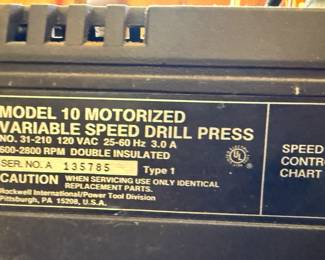 MODEL 10 MOTORIZED
VARIABLE SPEED DRILL PRESS
NO. 31-210 120 VAC 25-60 Hz 3.0 A
600-2800 RPM DOUBLE INSULATED
SER. NO. A 135785 Type 1
CAUTION WHEN SERVICING USE ONLY IDENTICAL
REPLACEMENT PARTS.
Rockwell International/Power Tool Division
Pittsburgh, PA 15208, U.S.A.
UL
SPEED
CONTRO
CHART